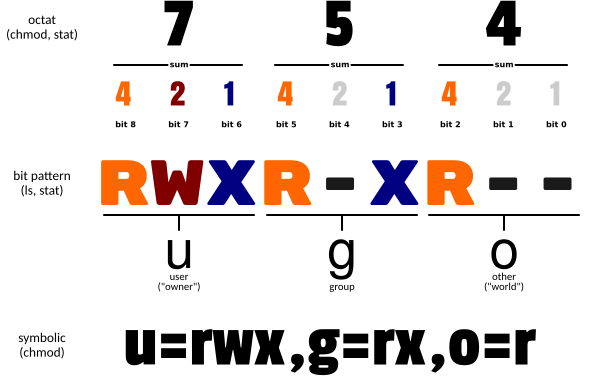 octat
(chmod, stat)
7 5 4
sum sum sum
4 2 1 4 2 1 4 2 1
bit 8 bit 7 bit 6 bit 5 bit 4 bit 3 bit 2 bit 1 bit 0
bit pattern
(ls, stat)
RWX R-X R--
u g o
user group other
("owner") ("world")
symbolic
(chmod)
u=rwx,g=rx,o=r